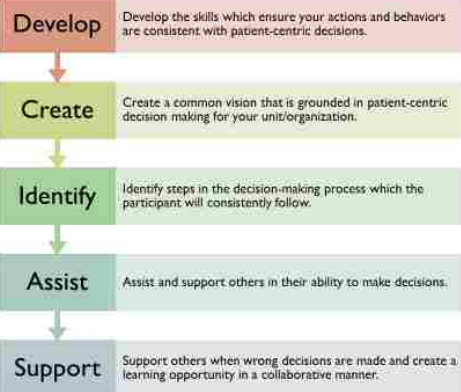 Develop
Develop the skills which ensure your actions and behaviors
are consistent with patient-centric decisions.
Create
Create a common vision that is grounded in patient-centric
decision making for your unit/organization.
Identify
Identify steps in the decision-making process which the
participant will consistently follow.
Assist
Assist and support others in their ability to make decisions.
Support
Support others when wrong decisions are made and create a
learning opportunity in a collaborative manner.